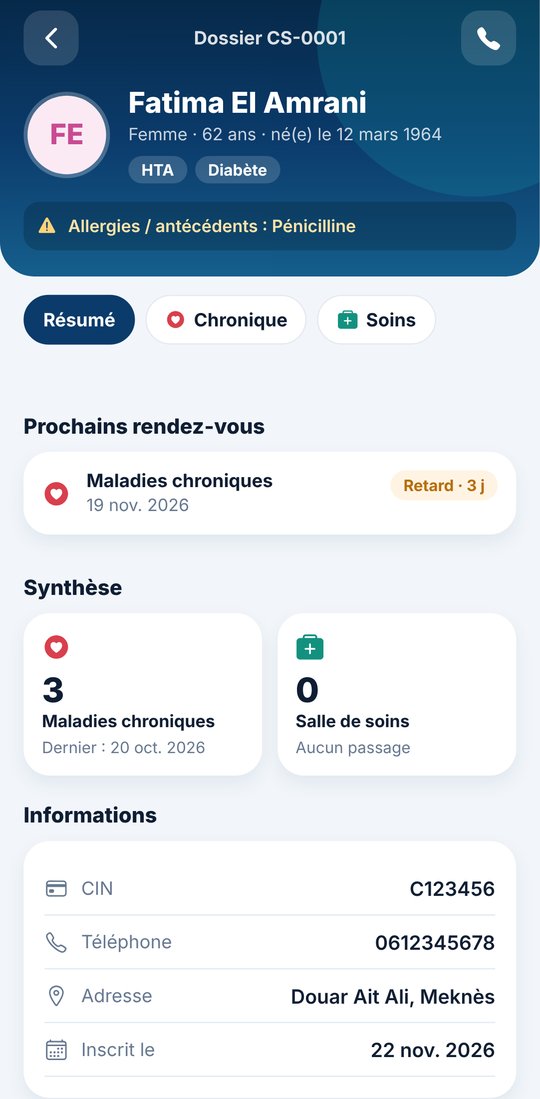 Dossier CS-0001
FE
Fatima El Amrani
Femme · 62 ans · né(e) le 12 mars 1964
HTA
Diabète
Allergies / antécédents : Pénicilline
Résumé
Chronique
Soins
Prochains rendez-vous
Maladies chroniques
19 nov. 2026
Retard · 3 j
Synthèse
3
Maladies chroniques
Dernier : 20 oct. 2026
0
Salle de soins
Aucun passage
Informations
CIN
C123456
Téléphone
0612345678
Adresse
Douar Ait Ali, Meknès
Inscrit le
22 nov. 2026